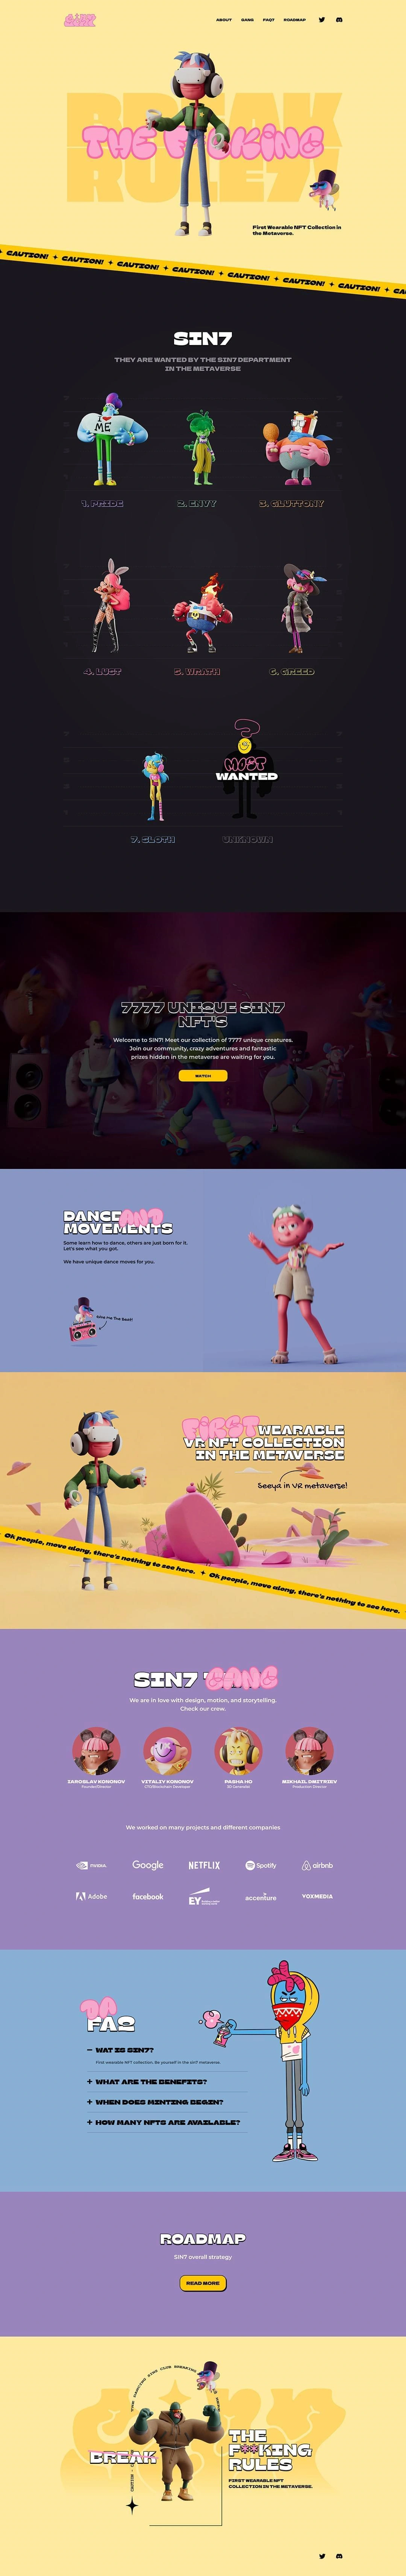 ABOUT GANG FAQ? ROADMAP
BREAK
THE F CKING
RULEZ!
First Wearable NFT Collection in
the Metaverse.
CAUTION! CAUTION! CAUTION! CAUTION! CAUTION! CAUTION! CAUTION! CA
SIN7
THEY ARE WANTED BY THE SIN7 DEPARTMENT
IN THE METAVERSE
I ♥
ME
1. PRIDE
2. ENVY
3. GLUTTONY
4. LUST
5. WRATH
6. GREED
MOST
WANTED
7. SLOTH
UNKNOWN
7777 UNIQUE SIN7
NFT'S
Welcome to SIN7! Meet our collection of 7777 unique creatures.
Join our community, crazy adventures and fantastic
prizes hidden in the metaverse are waiting for you.
WATCH
DANCE AND
MOVEMENTS
Some learn how to dance, others are just born for it.
Let's see what you got.
We have unique dance moves for you.
FIRST WEARABLE
VR NFT COLLECTION
IN THE METAVERSE
Seeya in VR metaverse!
Ok people, move along, there's nothing to see here. Ok people, move along, there's nothing to see here.
SIN7 GANG
We are in love with design, motion, and storytelling.
Check our crew.
IAROSLAV KONONOV
Founder/Director
VITALIY KONONOV
CTO/Blockchain Developer
PASHA HO
3D Generalist
MIKHAIL DMITRIEV
Production Director
We worked on many projects and different companies
NVIDIA
Google
NETFLIX
Spotify
airbnb
Adobe
facebook
EY
accenture
VOXMEDIA
DA
FAQ
WAT IS SIN7?
First wearable NFT collection. Be yourself in the sin7 metaverse.
WHAT ARE THE BENEFITS?
WHEN DOES MINTING BEGIN?
HOW MANY NFTS ARE AVAILABLE?
ROADMAP
SIN7 overall strategy
READ MORE
BREAK
THE
F**KING
RULES
FIRST WEARABLE NFT
COLLECTION IN THE METAVERSE.